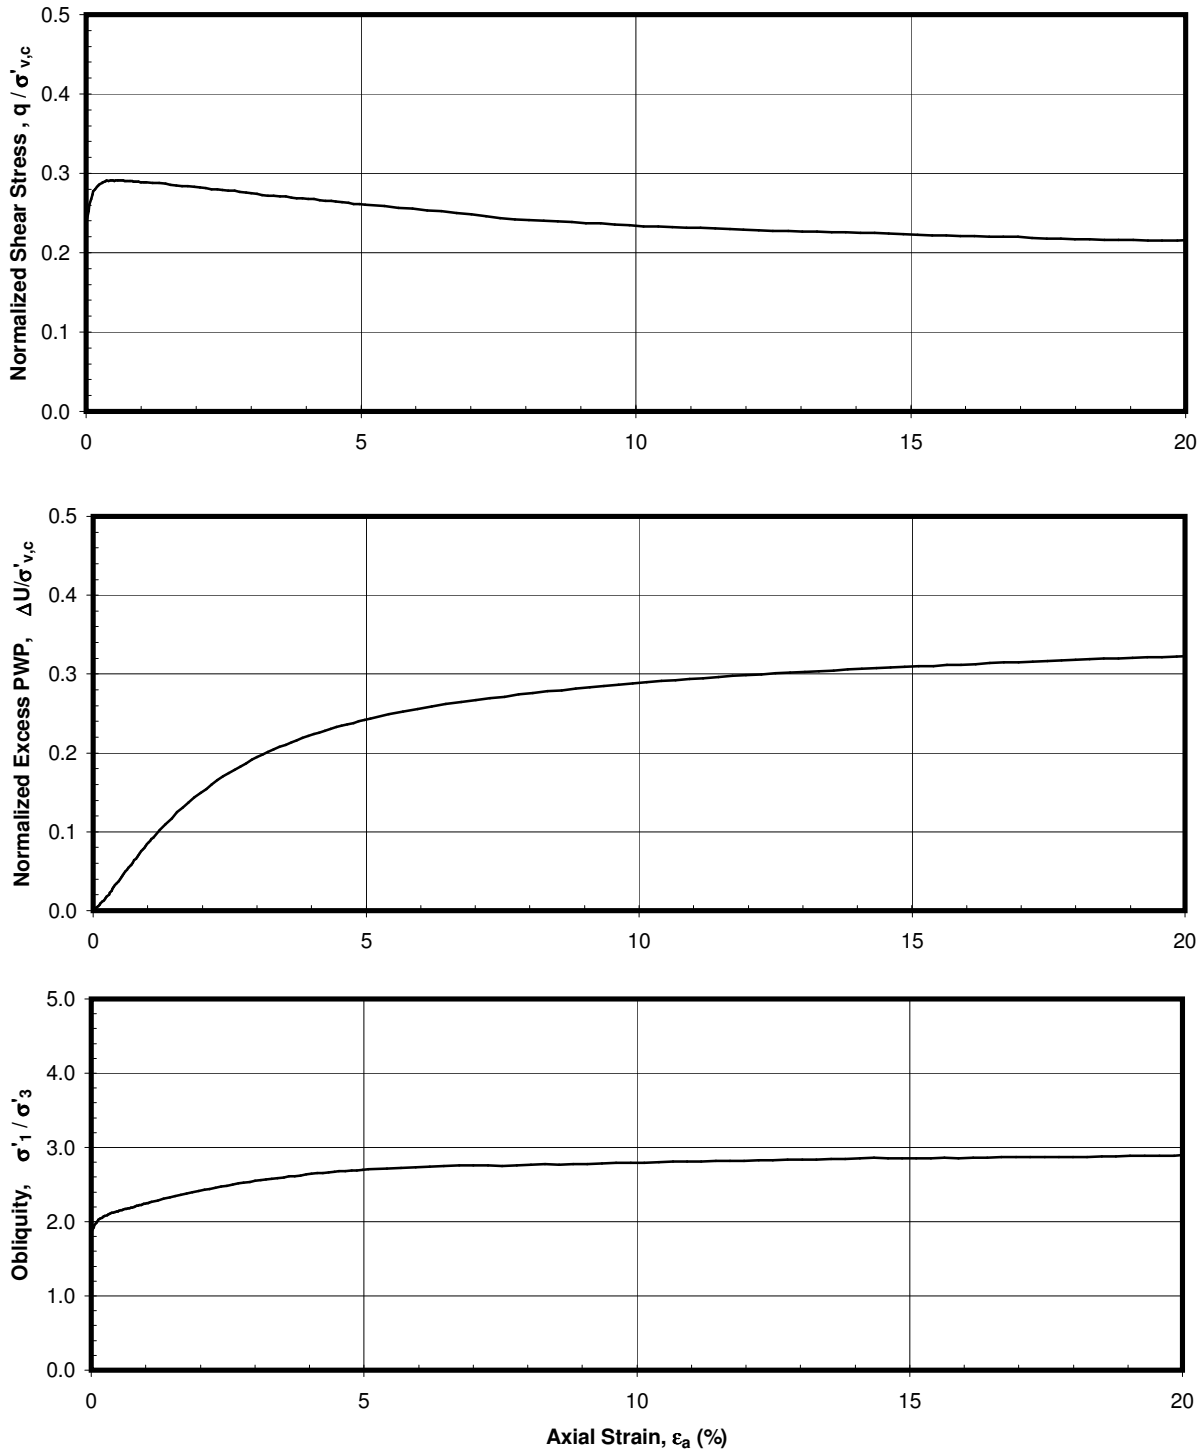 Normalized Shear Stress , q / σ'v,c
0.5
0.4
0.3
0.2
0.1
0.0
0 5 10 15 20
Normalized Excess PWP, ΔU/σ'v,c
0.5
0.4
0.3
0.2
0.1
0.0
0 5 10 15 20
Obliquity, σ'1 / σ'3
5.0
4.0
3.0
2.0
1.0
0.0
0 5 10 15 20
Axial Strain, εa (%)